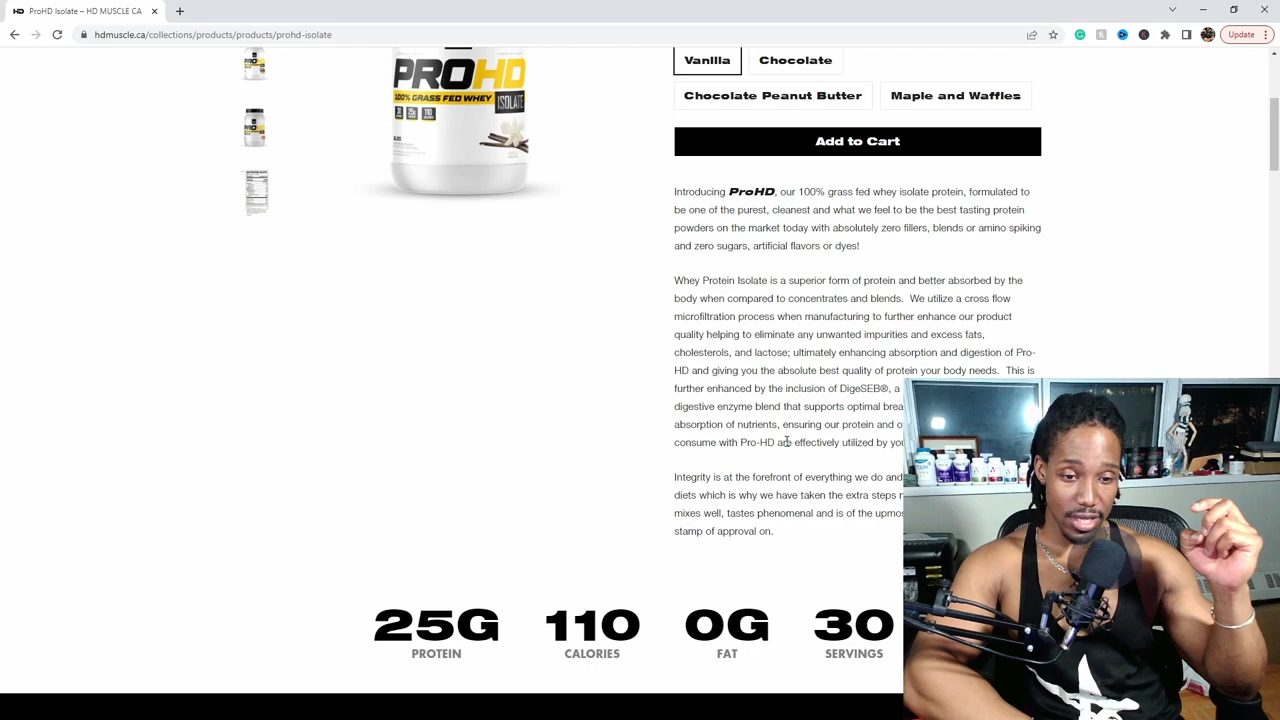 HD ProHD Isolate – HD MUSCLE CA
hdmuscle.ca/collections/products/products/prohd-isolate
Update
PROHD
100% GRASS FED WHEY
ISOLATE
Vanilla
Chocolate
Chocolate Peanut Butter
Maple and Waffles
Add to Cart
Introducing ProHD, our 100% grass fed whey isolate protein, formulated to
be one of the purest, cleanest and what we feel to be the best tasting protein
powders on the market today with absolutely zero fillers, blends or amino spiking
and zero sugars, artificial flavors or dyes!
Whey Protein Isolate is a superior form of protein and better absorbed by the
body when compared to concentrates and blends. We utilize a cross flow
microfiltration process when manufacturing to further enhance our product
quality helping to eliminate any unwanted impurities and excess fats,
cholesterols, and lactose; ultimately enhancing absorption and digestion of Pro-
HD and giving you the absolute best quality of protein your body needs. This is
further enhanced by the inclusion of DigeSEB®, a
digestive enzyme blend that supports optimal
absorption of nutrients, ensuring our protein and
consume with Pro-HD are effectively utilized by
Integrity is at the forefront of everything we do and
diets which is why we have taken the extra steps
mixes well, tastes phenomenal and is of the
stamp of approval on.
25G
PROTEIN
110
CALORIES
0G
FAT
30
SERVINGS